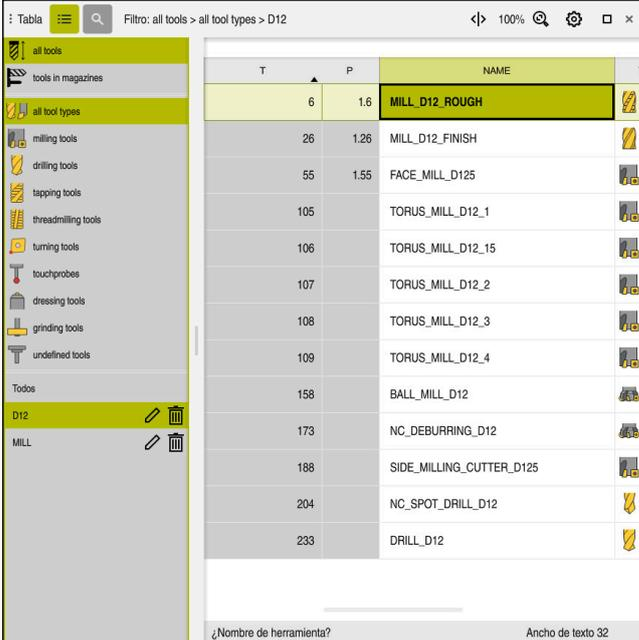 Tabla
Filtro: all tools > all tool types > D12
100%
all tools
tools in magazines
all tool types
milling tools
drilling tools
tapping tools
threadmilling tools
turning tools
touchprobes
dressing tools
grinding tools
undefined tools
Todos
D12
MILL
T P NAME
6 1.6 MILL_D12_ROUGH
26 1.26 MILL_D12_FINISH
55 1.55 FACE_MILL_D125
105 TORUS_MILL_D12_1
106 TORUS_MILL_D12_15
107 TORUS_MILL_D12_2
108 TORUS_MILL_D12_3
109 TORUS_MILL_D12_4
158 BALL_MILL_D12
173 NC_DEBURRING_D12
188 SIDE_MILLING_CUTTER_D125
204 NC_SPOT_DRILL_D12
233 DRILL_D12
¿Nombre de herramienta? Ancho de texto 32